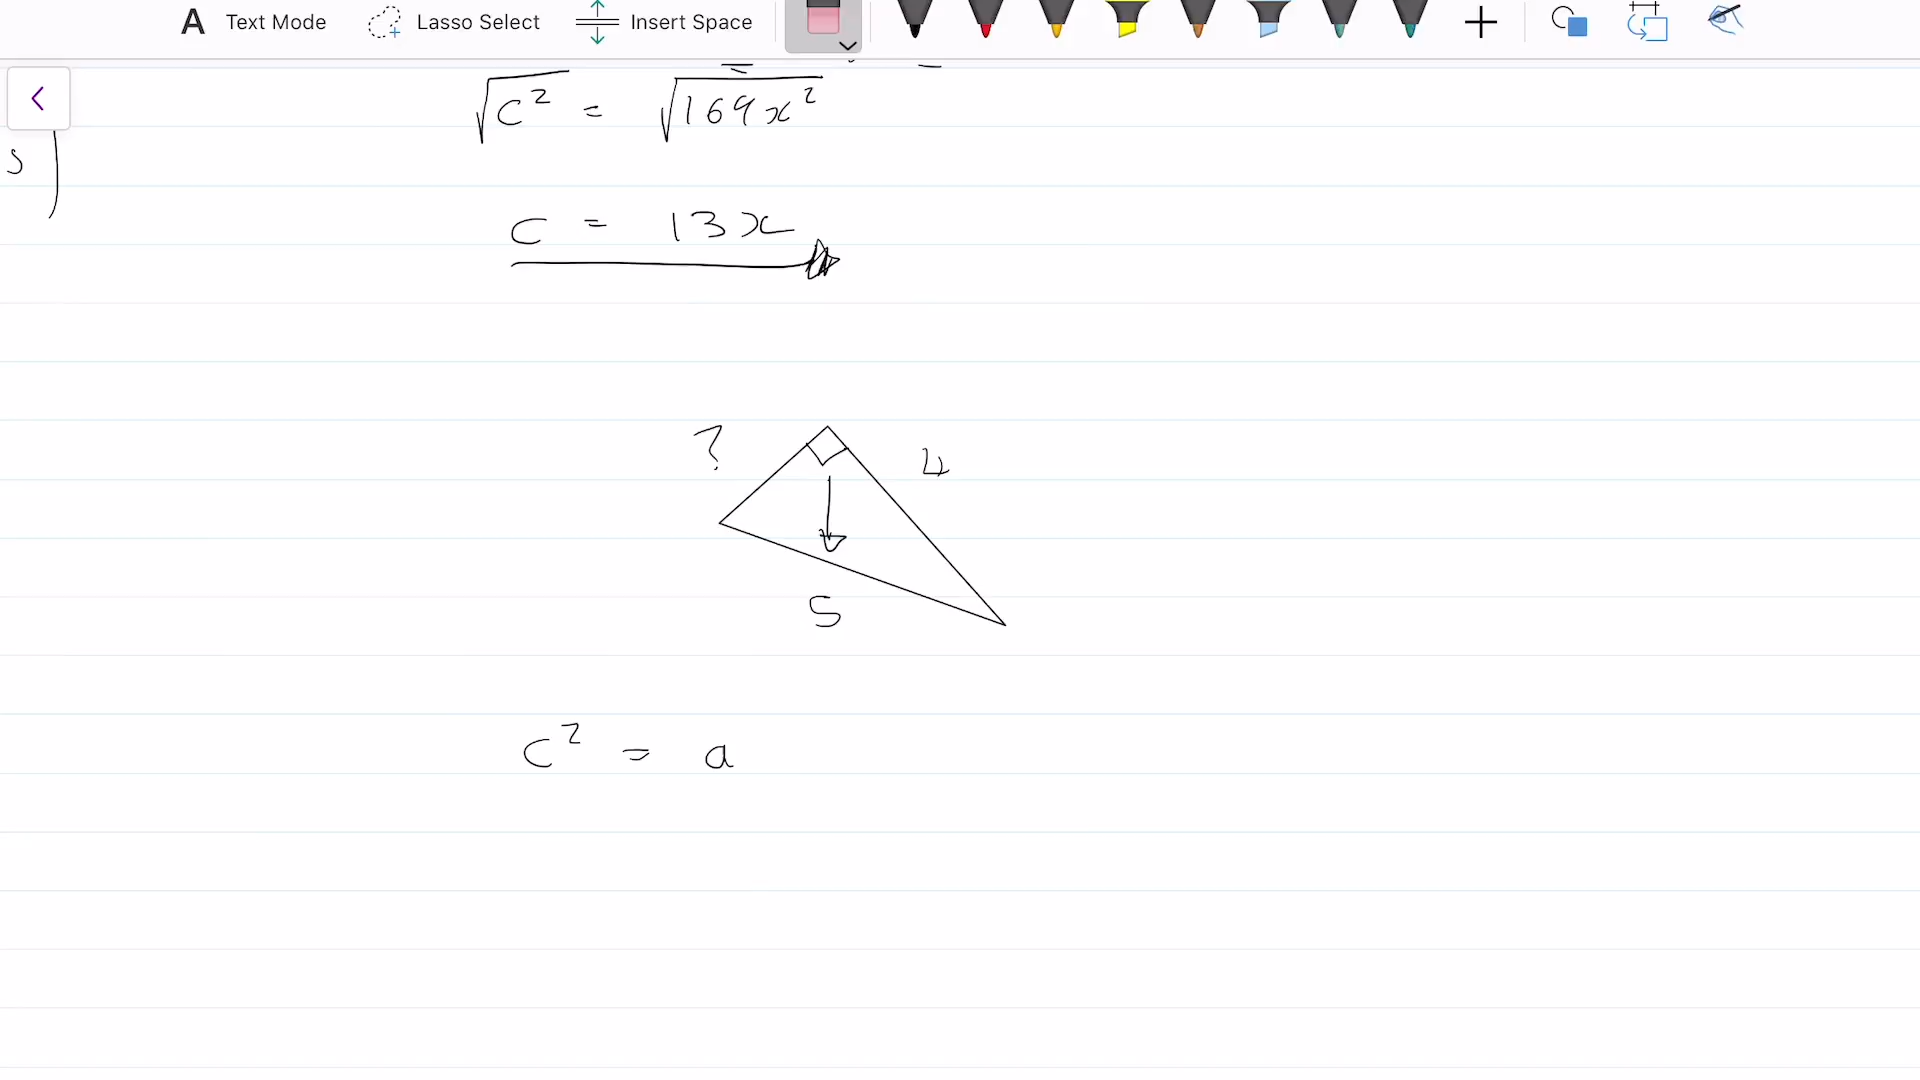 A Text Mode Lasso Select Insert Space
√c² = √169x²
s
c = 13x
? 4
5
c² = a